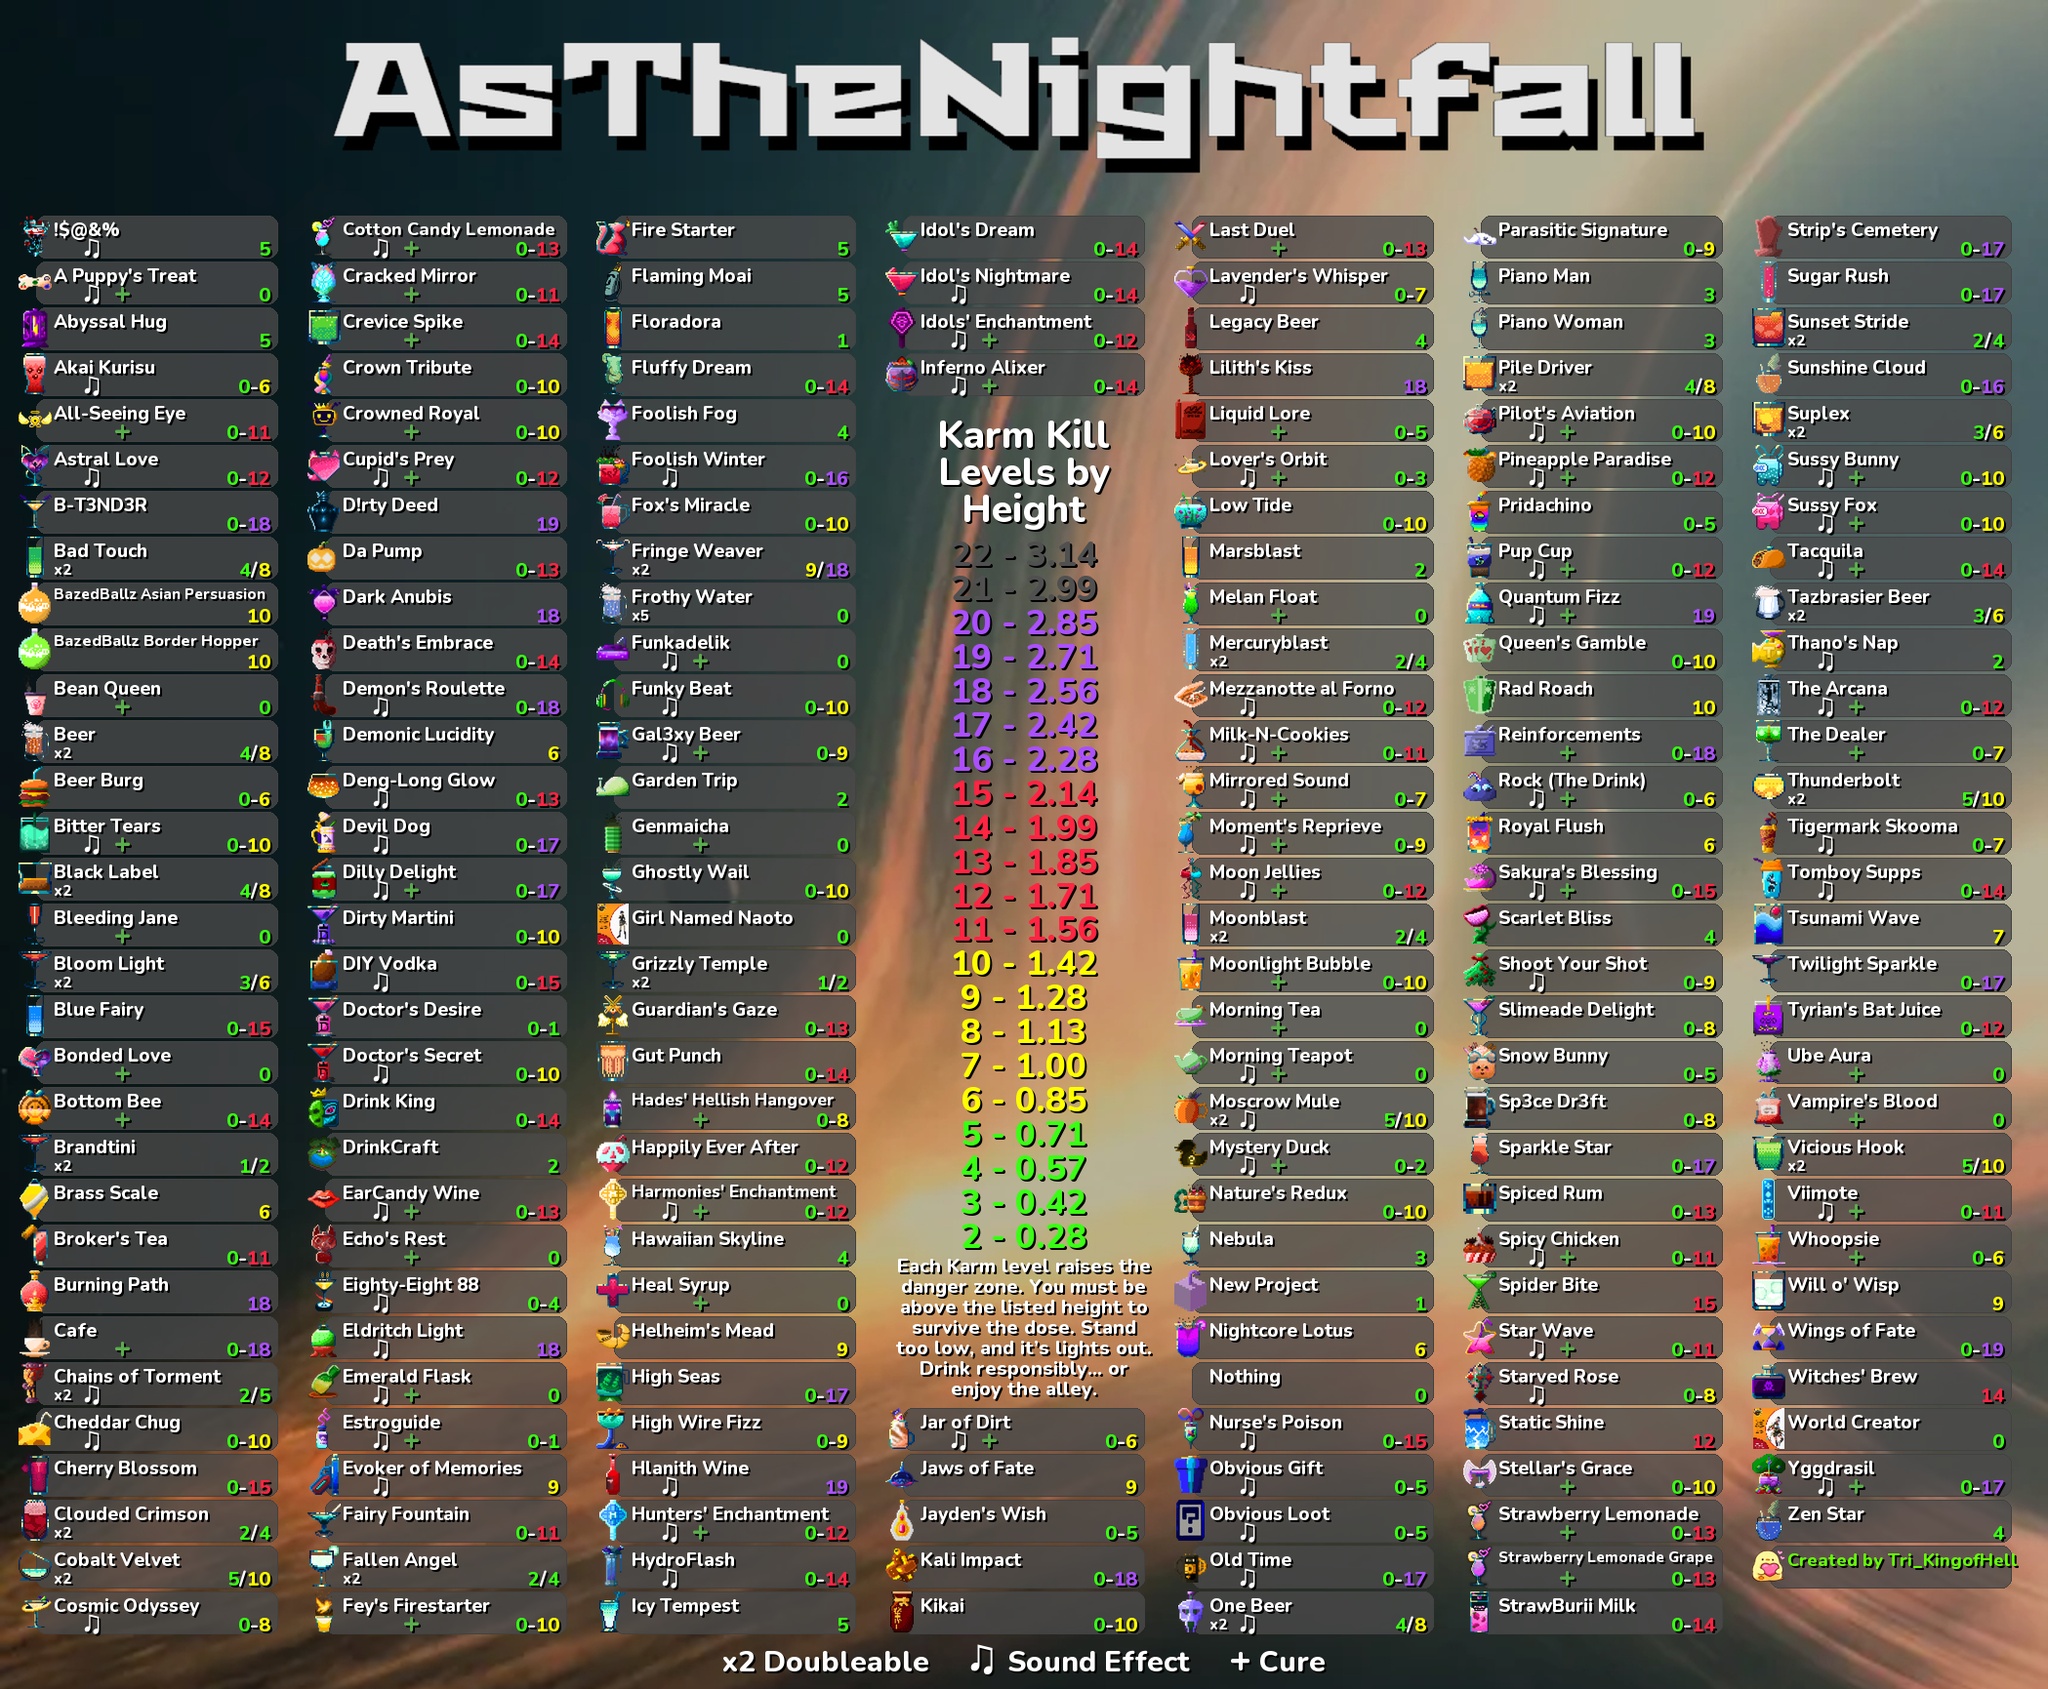 AsTheNightfall
!$@&%
♫ 5
A Puppy's Treat
♫ + 0
Abyssal Hug
5
Akai Kurisu
♫ 0-6
All-Seeing Eye
+ 0-11
Astral Love
♫ 0-12
B-T3ND3R
0-18
Bad Touch
x2 4/8
BazedBallz Asian Persuasion
10
BazedBallz Border Hopper
10
Bean Queen
+ 0
Beer
x2 4/8
Beer Burg
0-6
Bitter Tears
♫ + 0-10
Black Label
x2 4/8
Bleeding Jane
+ 0
Bloom Light
x2 3/6
Blue Fairy
0-15
Bonded Love
+ 0
Bottom Bee
+ 0-14
Brandtini
x2 1/2
Brass Scale
6
Broker's Tea
0-11
Burning Path
18
Cafe
+ 0-18
Chains of Torment
x2 ♫ 2/5
Cheddar Chug
♫ 0-10
Cherry Blossom
0-15
Clouded Crimson
x2 2/4
Cobalt Velvet
x2 5/10
Cosmic Odyssey
♫ 0-8
Cotton Candy Lemonade
♫ + 0-13
Cracked Mirror
+ 0-11
Crevice Spike
+ 0-14
Crown Tribute
0-10
Crowned Royal
+ 0-10
Cupid's Prey
♫ + 0-12
D!rty Deed
19
Da Pump
0-13
Dark Anubis
18
Death's Embrace
0-14
Demon's Roulette
♫ 0-18
Demonic Lucidity
6
Deng-Long Glow
♫ 0-13
Devil Dog
♫ 0-17
Dilly Delight
♫ + 0-17
Dirty Martini
0-10
DIY Vodka
♫ 0-15
Doctor's Desire
0-1
Doctor's Secret
♫ 0-10
Drink King
0-14
DrinkCraft
2
EarCandy Wine
♫ + 0-13
Echo's Rest
+ 0
Eighty-Eight 88
♫ 0-4
Eldritch Light
♫ 18
Emerald Flask
♫ + 0
Estroguide
♫ + 0-1
Evoker of Memories
♫ 9
Fairy Fountain
0-11
Fallen Angel
x2 2/4
Fey's Firestarter
+ 0-10
Fire Starter
5
Flaming Moai
5
Floradora
1
Fluffy Dream
0-14
Foolish Fog
4
Foolish Winter
♫ 0-16
Fox's Miracle
0-10
Fringe Weaver
x2 9/18
Frothy Water
x5 0
Funkadelik
♫ + 0
Funky Beat
♫ 0-10
Gal3xy Beer
♫ + 0-9
Garden Trip
2
Genmaicha
+ 0
Ghostly Wail
0-10
Girl Named Naoto
0
Grizzly Temple
x2 1/2
Guardian's Gaze
0-13
Gut Punch
0-14
Hades' Hellish Hangover
+ 0-8
Happily Ever After
0-12
Harmonies' Enchantment
♫ + 0-12
Hawaiian Skyline
4
Heal Syrup
+ 0
Helheim's Mead
9
High Seas
0-17
High Wire Fizz
0-9
Hlanith Wine
19
Hunters' Enchantment
♫ + 0-12
HydroFlash
♫ 0-14
Icy Tempest
5
Idol's Dream
0-14
Idol's Nightmare
♫ 0-14
Idols' Enchantment
♫ + 0-12
Inferno Alixer
♫ + 0-14
Karm Kill
Levels by
Height
22 - 3.14
21 - 2.99
20 - 2.85
19 - 2.71
18 - 2.56
17 - 2.42
16 - 2.28
15 - 2.14
14 - 1.99
13 - 1.85
12 - 1.71
11 - 1.56
10 - 1.42
9 - 1.28
8 - 1.13
7 - 1.00
6 - 0.85
5 - 0.71
4 - 0.57
3 - 0.42
2 - 0.28
Each Karm level raises the
danger zone. You must be
above the listed height to
survive the dose. Stand
too low, and it's lights out.
Drink responsibly... or
enjoy the alley.
Jar of Dirt
♫ + 0-6
Jaws of Fate
9
Jayden's Wish
0-5
Kali Impact
0-18
Kikai
0-10
Last Duel
+ 0-13
Lavender's Whisper
♫ 0-7
Legacy Beer
4
Lilith's Kiss
18
Liquid Lore
+ 0-5
Lover's Orbit
♫ + 0-3
Low Tide
0-10
Marsblast
2
Melan Float
+ 0
Mercuryblast
x2 2/4
Mezzanotte al Forno
♫ 0-12
Milk-N-Cookies
♫ + 0-11
Mirrored Sound
♫ + 0-7
Moment's Reprieve
♫ + 0-9
Moon Jellies
♫ + 0-12
Moonblast
x2 2/4
Moonlight Bubble
+ 0-10
Morning Tea
+ 0
Morning Teapot
♫ + 0
Moscrow Mule
x2 ♫ 5/10
Mystery Duck
♫ + 0-2
Nature's Redux
0-10
Nebula
3
New Project
1
Nightcore Lotus
6
Nothing
0
Nurse's Poison
♫ 0-15
Obvious Gift
♫ 0-5
Obvious Loot
♫ 0-5
Old Time
♫ 0-17
One Beer
x2 ♫ 4/8
Parasitic Signature
0-9
Piano Man
3
Piano Woman
3
Pile Driver
x2 4/8
Pilot's Aviation
♫ + 0-10
Pineapple Paradise
♫ + 0-12
Pridachino
0-5
Pup Cup
♫ + 0-12
Quantum Fizz
♫ + 19
Queen's Gamble
0-10
Rad Roach
10
Reinforcements
+ 0-18
Rock (The Drink)
♫ + 0-6
Royal Flush
6
Sakura's Blessing
♫ + 0-15
Scarlet Bliss
4
Shoot Your Shot
♫ 0-9
Slimeade Delight
0-8
Snow Bunny
0-5
Sp3ce Dr3ft
0-8
Sparkle Star
0-17
Spiced Rum
0-13
Spicy Chicken
♫ + 0-11
Spider Bite
15
Star Wave
♫ + 0-11
Starved Rose
♫ 0-8
Static Shine
12
Stellar's Grace
+ 0-10
Strawberry Lemonade
+ 0-13
Strawberry Lemonade Grape
+ 0-13
StrawBurii Milk
0-14
Strip's Cemetery
0-17
Sugar Rush
0-17
Sunset Stride
x2 2/4
Sunshine Cloud
0-16
Suplex
x2 3/6
Sussy Bunny
♫ + 0-10
Sussy Fox
♫ + 0-10
Tacquila
♫ + 0-14
Tazbrasier Beer
x2 3/6
Thano's Nap
♫ 2
The Arcana
♫ + 0-12
The Dealer
+ 0-7
Thunderbolt
x2 5/10
Tigermark Skooma
♫ 0-7
Tomboy Supps
♫ 0-14
Tsunami Wave
7
Twilight Sparkle
0-17
Tyrian's Bat Juice
0-12
Ube Aura
+ 0
Vampire's Blood
+ 0
Vicious Hook
x2 5/10
Viimote
♫ + 0-11
Whoopsie
+ 0-6
Will o' Wisp
9
Wings of Fate
0-19
Witches' Brew
14
World Creator
0
Yggdrasil
♫ + 0-17
Zen Star
4
Created by Tri_KingofHell
x2 Doubleable ♫ Sound Effect + Cure